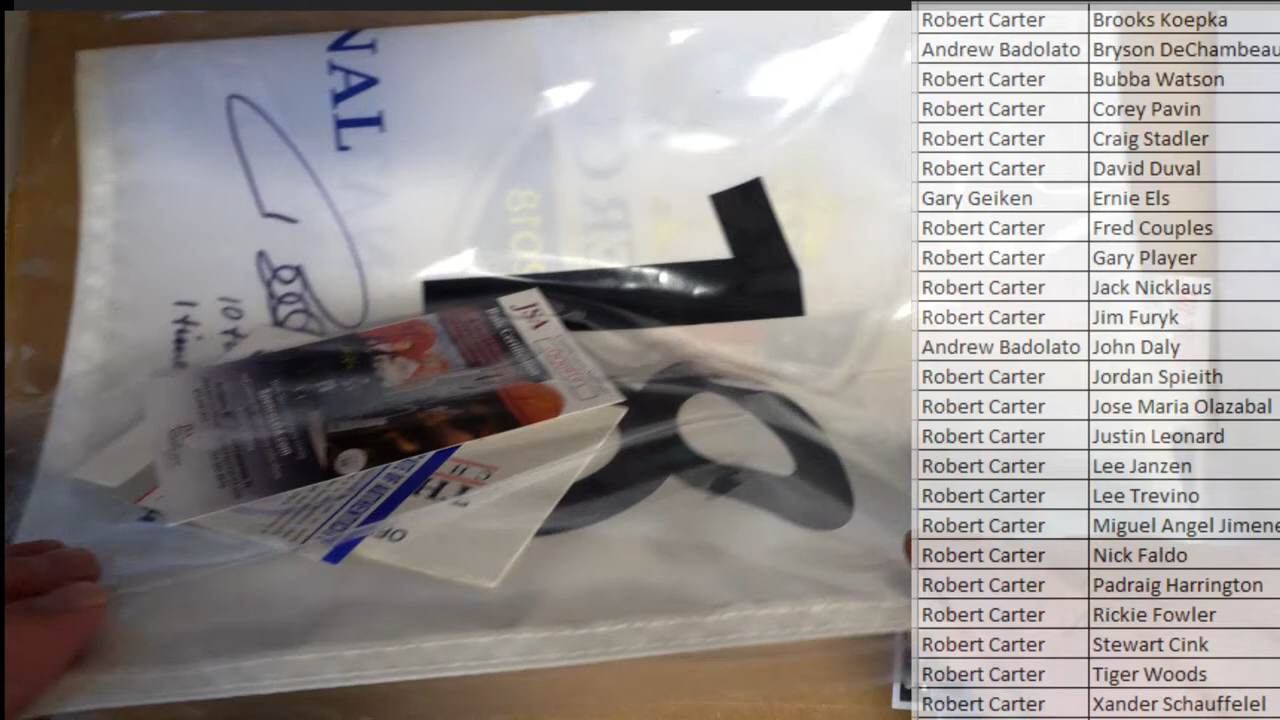 NAL
10th
1 time
JSA
18
OF
Robert Carter Brooks Koepka
Andrew Badolato Bryson DeChambeau
Robert Carter Bubba Watson
Robert Carter Corey Pavin
Robert Carter Craig Stadler
Robert Carter David Duval
Gary Geiken Ernie Els
Robert Carter Fred Couples
Robert Carter Gary Player
Robert Carter Jack Nicklaus
Robert Carter Jim Furyk
Andrew Badolato John Daly
Robert Carter Jordan Spieith
Robert Carter Jose Maria Olazabal
Robert Carter Justin Leonard
Robert Carter Lee Janzen
Robert Carter Lee Trevino
Robert Carter Miguel Angel Jimene
Robert Carter Nick Faldo
Robert Carter Padraig Harrington
Robert Carter Rickie Fowler
Robert Carter Stewart Cink
Robert Carter Tiger Woods
Robert Carter Xander Schauffelel